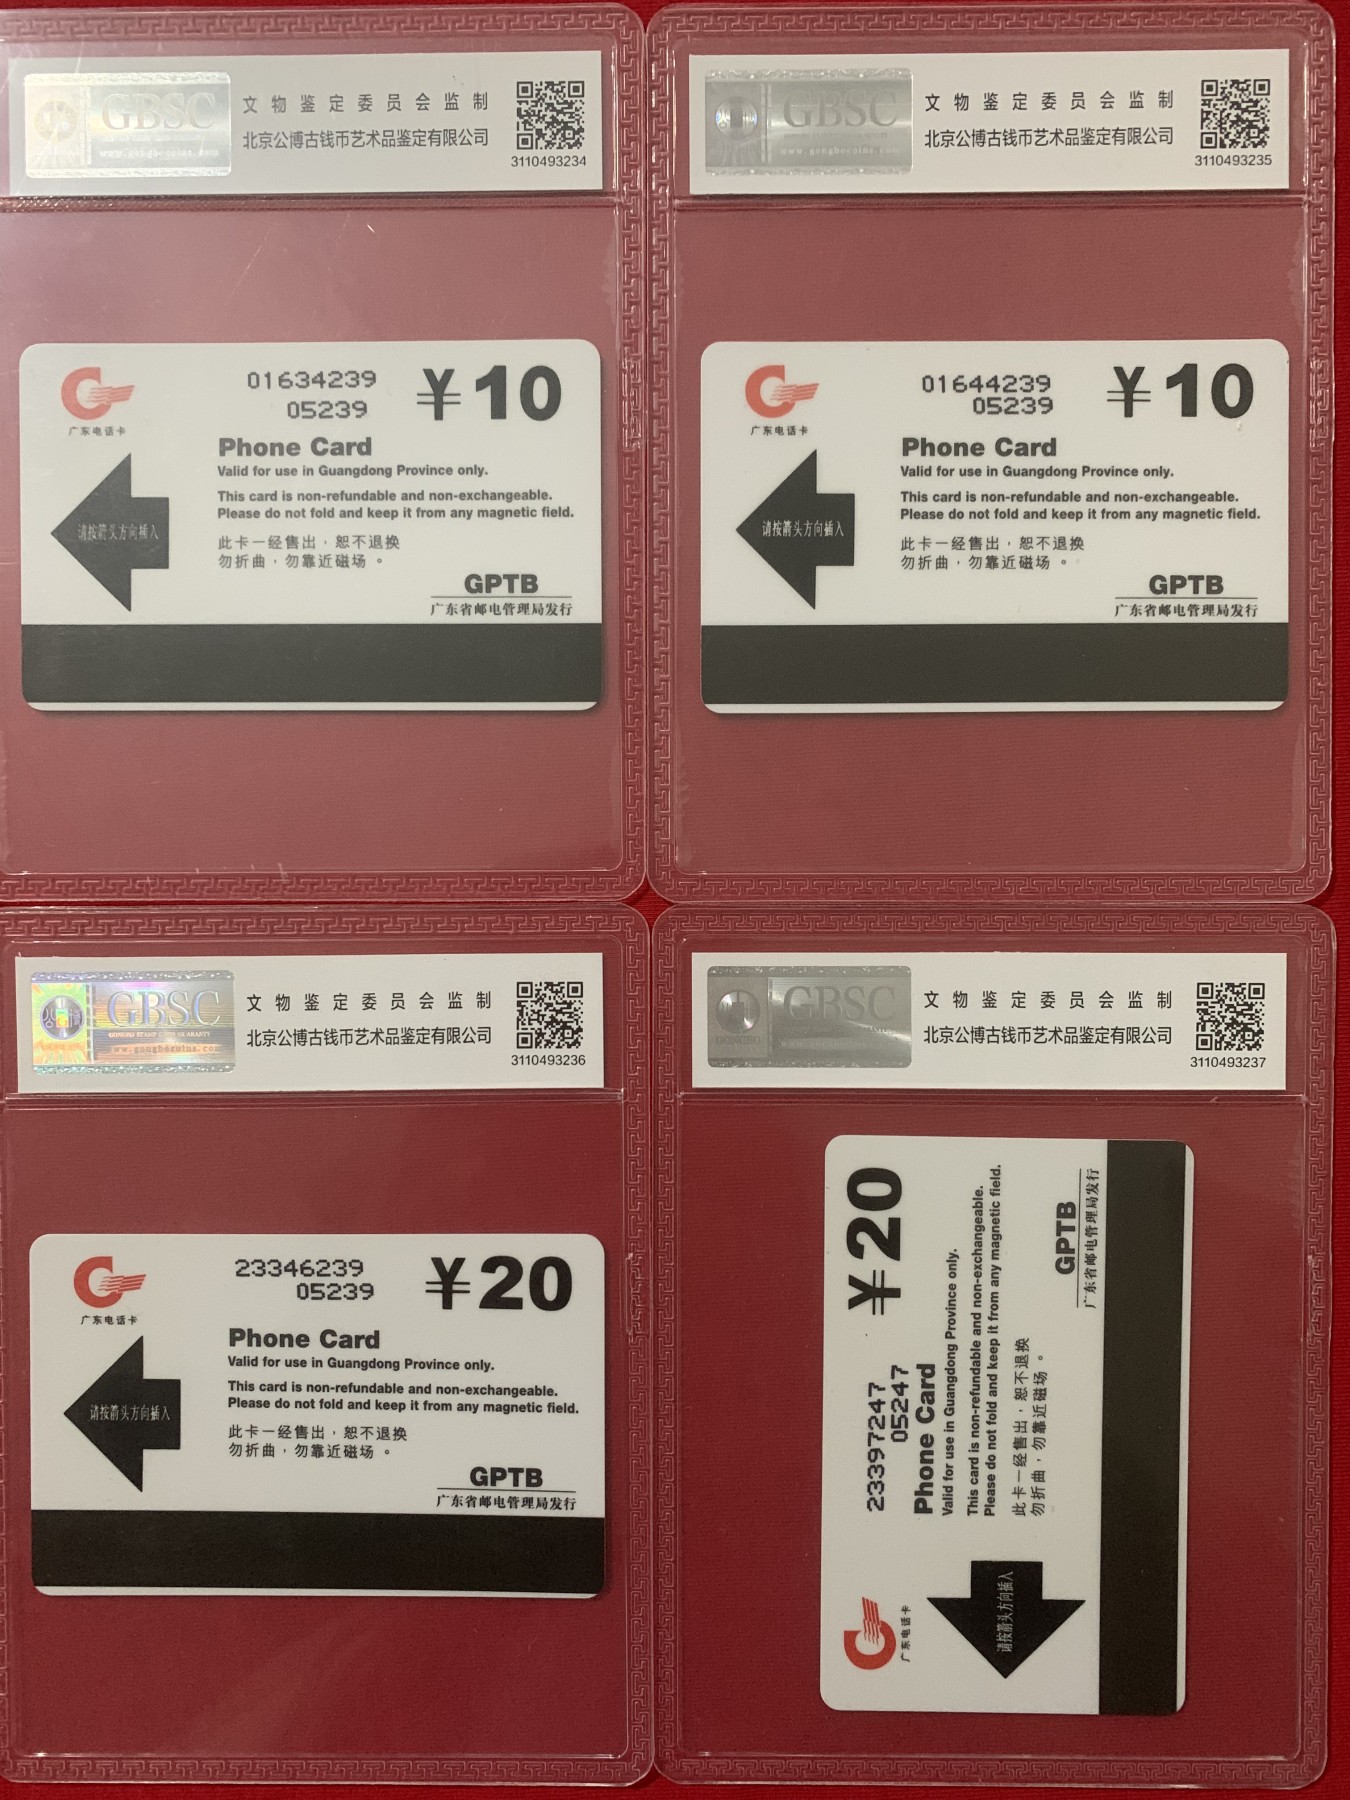 GBSC
www.gongbocoins.com
文物鉴定委员会监制
北京公博古钱币艺术品鉴定有限公司
3110493234
广东电话卡
01634239
05239
¥10
Phone Card
Valid for use in Guangdong Province only.
This card is non-refundable and non-exchangeable.
Please do not fold and keep it from any magnetic field.
请按箭头方向插入
此卡一经售出，恕不退换
勿折曲，勿靠近磁场。
GPTB
广东省邮电管理局发行
GBSC
www.gongbocoins.com
文物鉴定委员会监制
北京公博古钱币艺术品鉴定有限公司
3110493235
广东电话卡
01644239
05239
¥10
Phone Card
Valid for use in Guangdong Province only.
This card is non-refundable and non-exchangeable.
Please do not fold and keep it from any magnetic field.
请按箭头方向插入
此卡一经售出，恕不退换
勿折曲，勿靠近磁场。
GPTB
广东省邮电管理局发行
GBSC
www.gongbocoins.com
文物鉴定委员会监制
北京公博古钱币艺术品鉴定有限公司
3110493236
广东电话卡
23346239
05239
¥20
Phone Card
Valid for use in Guangdong Province only.
This card is non-refundable and non-exchangeable.
Please do not fold and keep it from any magnetic field.
请按箭头方向插入
此卡一经售出，恕不退换
勿折曲，勿靠近磁场。
GPTB
广东省邮电管理局发行
GONGBO
GBSC
文物鉴定委员会监制
北京公博古钱币艺术品鉴定有限公司
3110493237
广东电话卡
23397247
05247
¥20
Phone Card
Valid for use in Guangdong Province only.
This card is non-refundable and non-exchangeable.
Please do not fold and keep it from any magnetic field.
请按箭头方向插入
此卡一经售出，恕不退换
勿折曲，勿靠近磁场。
GPTB
广东省邮电管理局发行